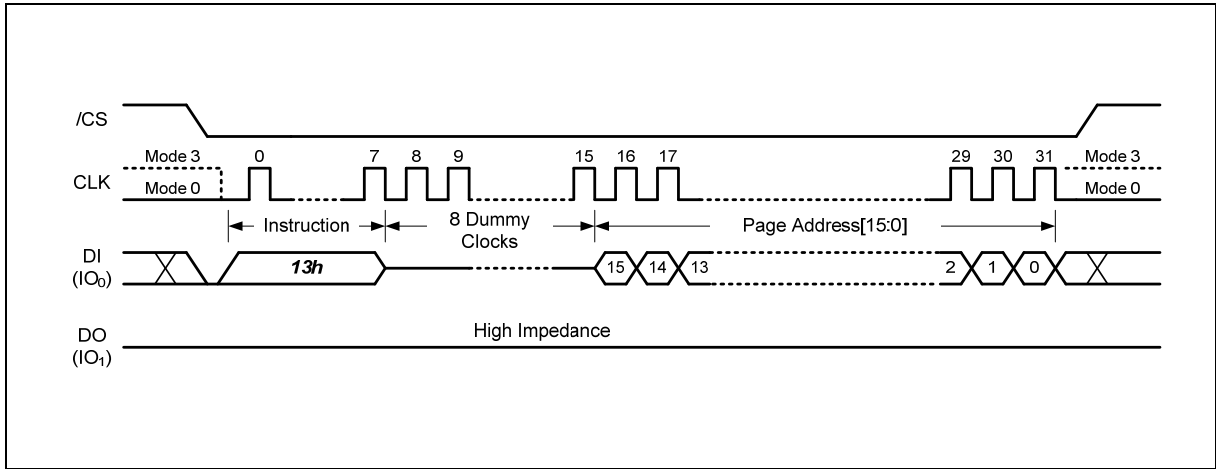 /CS
Mode 3 0 7 8 9 15 16 17 29 30 31 Mode 3
CLK
Mode 0 Mode 0
Instruction 8 Dummy Clocks Page Address[15:0]
DI
(IO₀)
13h 15 14 13 2 1 0
DO
(IO₁)
High Impedance